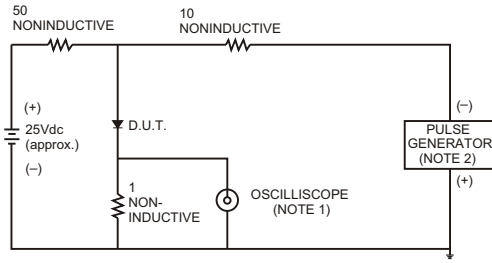 50
NONINDUCTIVE
10
NONINDUCTIVE
(+)
25Vdc
(approx.)
(–)
D.U.T.
1
NON-
INDUCTIVE
OSCILLISCOPE
(NOTE 1)
(–)
PULSE
GENERATOR
(NOTE 2)
(+)